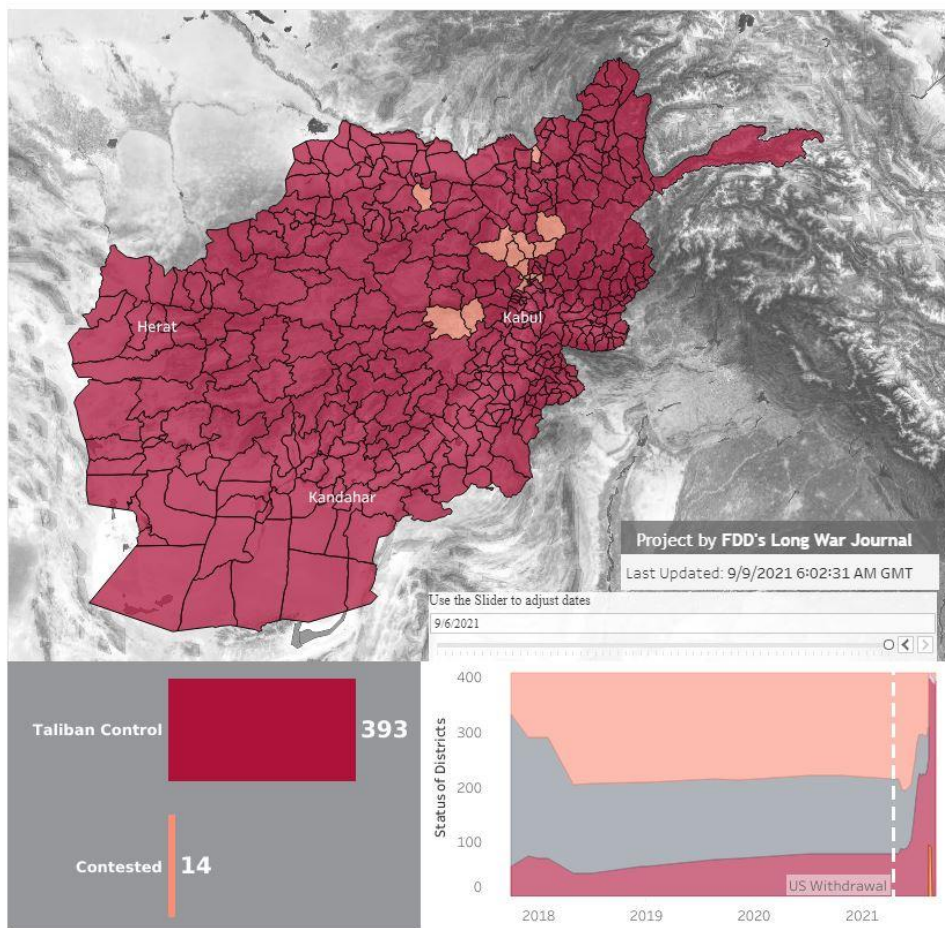 Herat
Kabul
Kandahar
Project by FDD's Long War Journal
Last Updated: 9/9/2021 6:02:31 AM GMT
Use the Slider to adjust dates
9/6/2021
Taliban Control
393
Contested
14
Status of Districts
400
300
200
100
0
US Withdrawal
2018 2019 2020 2021